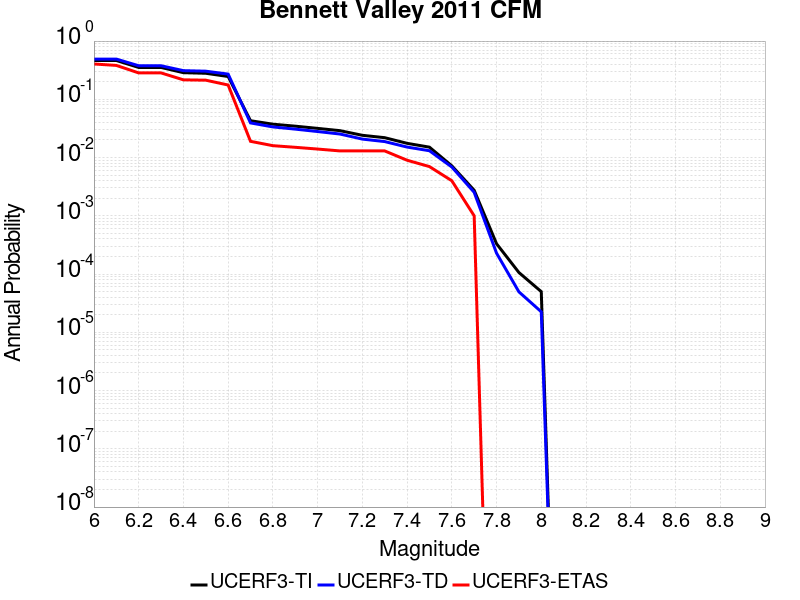 Bennett Valley 2011 CFM
Annual Probability
10^0
10^-1
10^-2
10^-3
10^-4
10^-5
10^-6
10^-7
10^-8
6 6.2 6.4 6.6 6.8 7 7.2 7.4 7.6 7.8 8 8.2 8.4 8.6 8.8 9
Magnitude
UCERF3-TI UCERF3-TD UCERF3-ETAS